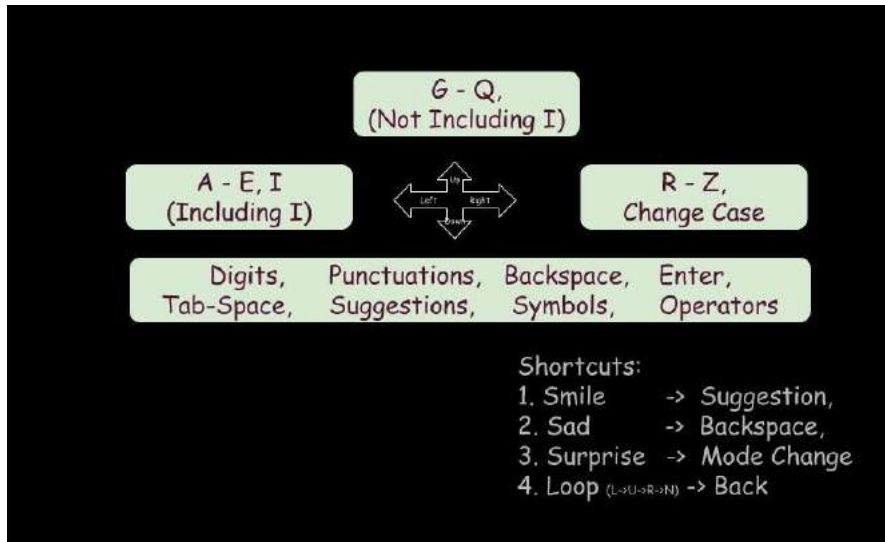 G - Q,
(Not Including I)
A - E, I
(Including I)
Up
Left Right
Down
R - Z,
Change Case
Digits, Punctuations, Backspace, Enter,
Tab-Space, Suggestions, Symbols, Operators
Shortcuts:
1. Smile -> Suggestion,
2. Sad -> Backspace,
3. Surprise -> Mode Change
4. Loop (L->U->R->N) -> Back